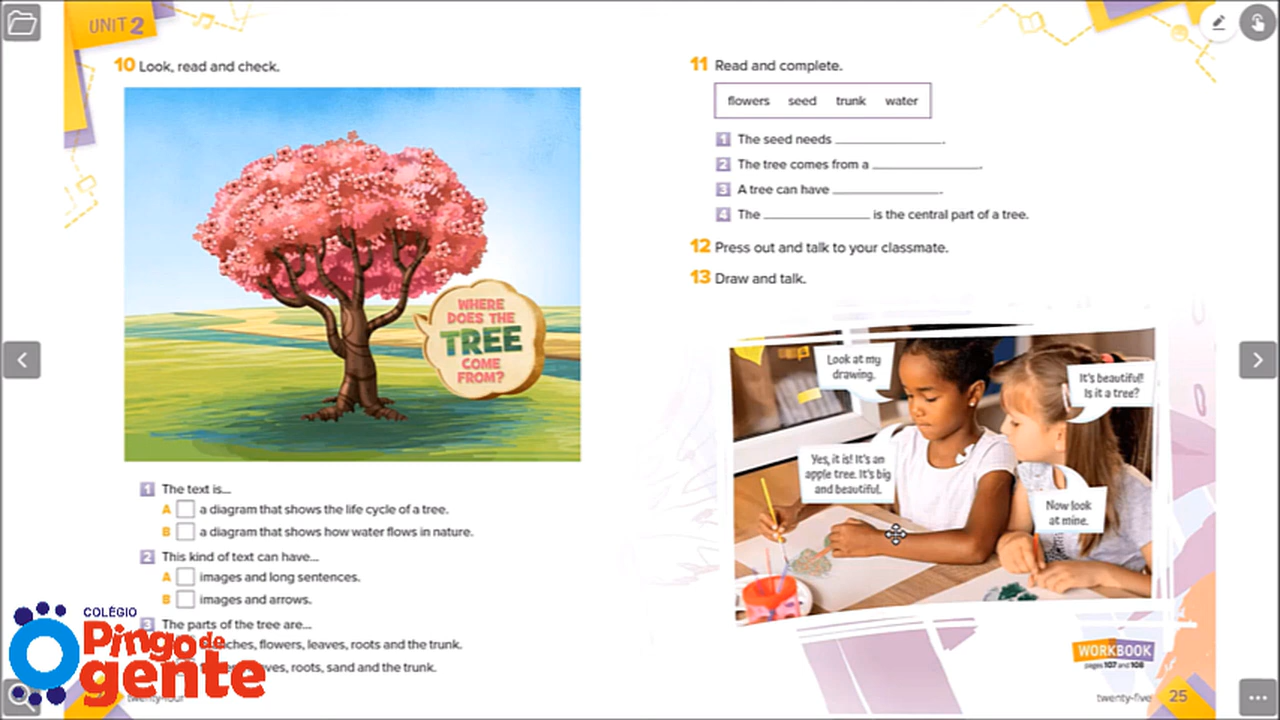 UNIT 2
10 Look, read and check.
WHERE
DOES THE
TREE
COME
FROM?
1 The text is...
A a diagram that shows the life cycle of a tree.
B a diagram that shows how water flows in nature.
2 This kind of text can have...
A images and long sentences.
B images and arrows.
3 The parts of the tree are...
flowers, leaves, roots and the trunk.
roots, sand and the trunk.
COLÉGIO
Pingo de
gente
twenty-four
11 Read and complete.
flowers seed trunk water
1 The seed needs ____________.
2 The tree comes from a ____________.
3 A tree can have ____________.
4 The ____________ is the central part of a tree.
12 Press out and talk to your classmate.
13 Draw and talk.
Look at my
drawing.
It's beautiful!
Is it a tree?
Yes, it is! It's an
apple tree. It's big
and beautiful.
Now look
at mine.
WORKBOOK
pages 107 and 108
twenty-five 25